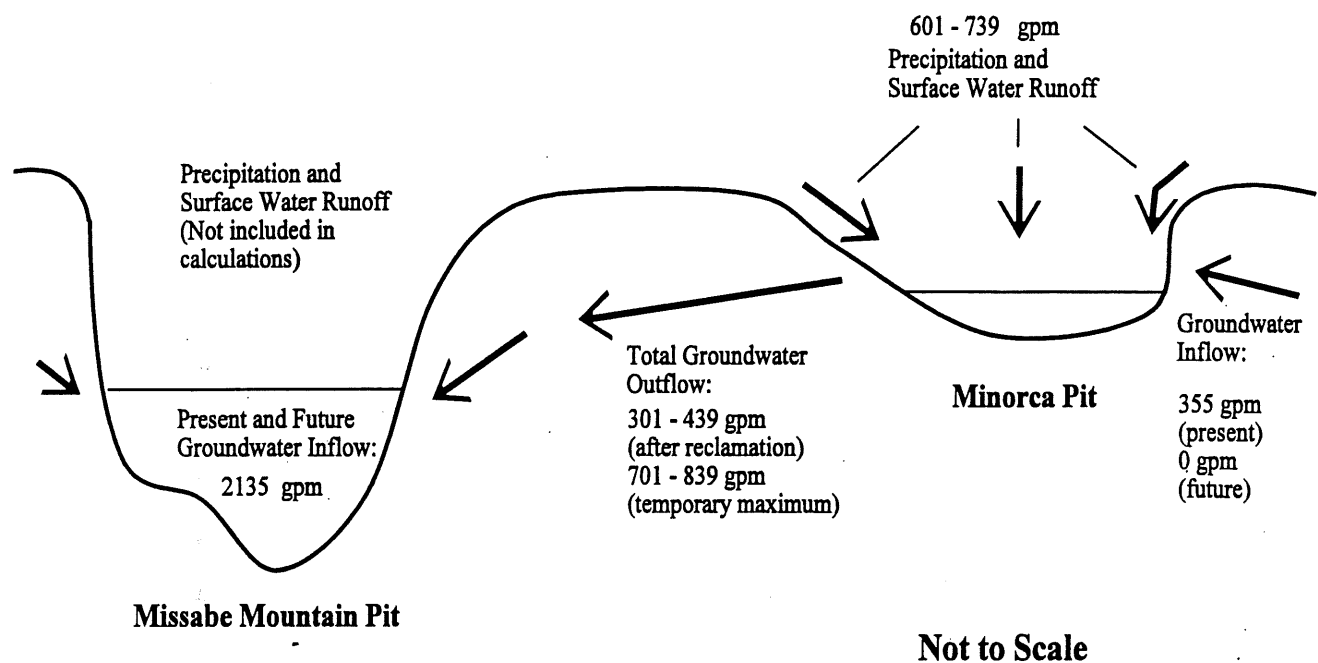 601 - 739 gpm
Precipitation and
Surface Water Runoff
Precipitation and
Surface Water Runoff
(Not included in
calculations)
Present and Future
Groundwater Inflow:
2135 gpm
Missabe Mountain Pit
Total Groundwater
Outflow:
301 - 439 gpm
(after reclamation)
701 - 839 gpm
(temporary maximum)
Minorca Pit
Groundwater
Inflow:
355 gpm
(present)
0 gpm
(future)
Not to Scale